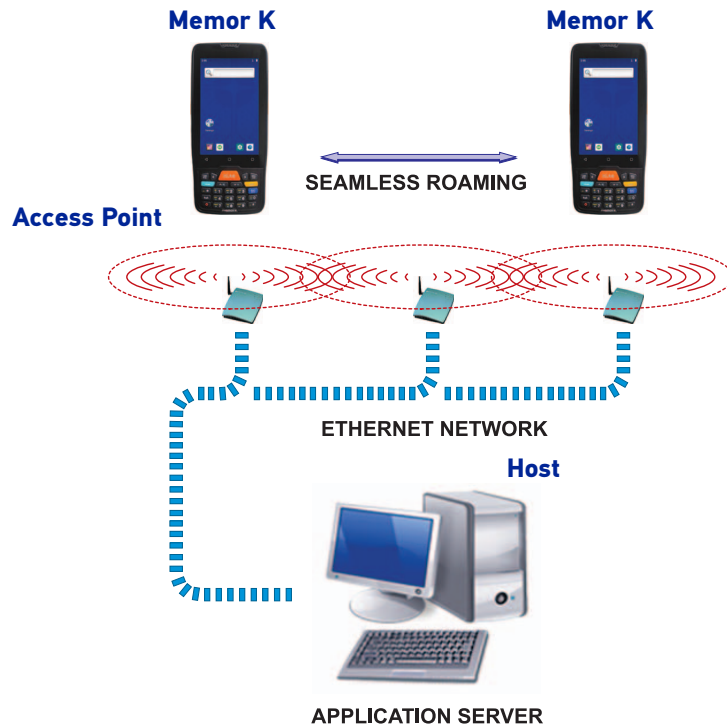 Memor K
Memor K
SEAMLESS ROAMING
Access Point
ETHERNET NETWORK
Host
APPLICATION SERVER